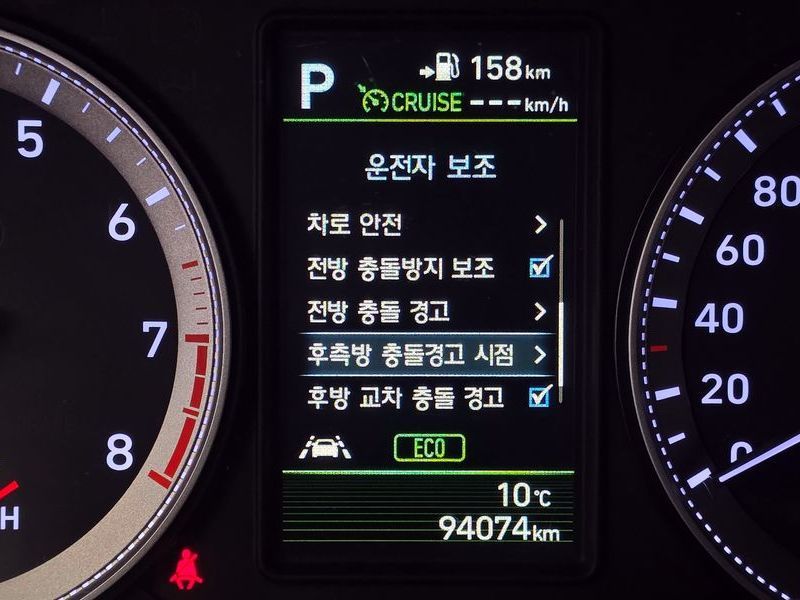 P
158km
CRUISE ---km/h
운전자 보조
차로 안전
전방 충돌방지 보조
전방 충돌 경고
후측방 충돌경고 시점
후방 교차 충돌 경고
ECO
10℃
94074km
5
6
7
8
H
80
60
40
20
0